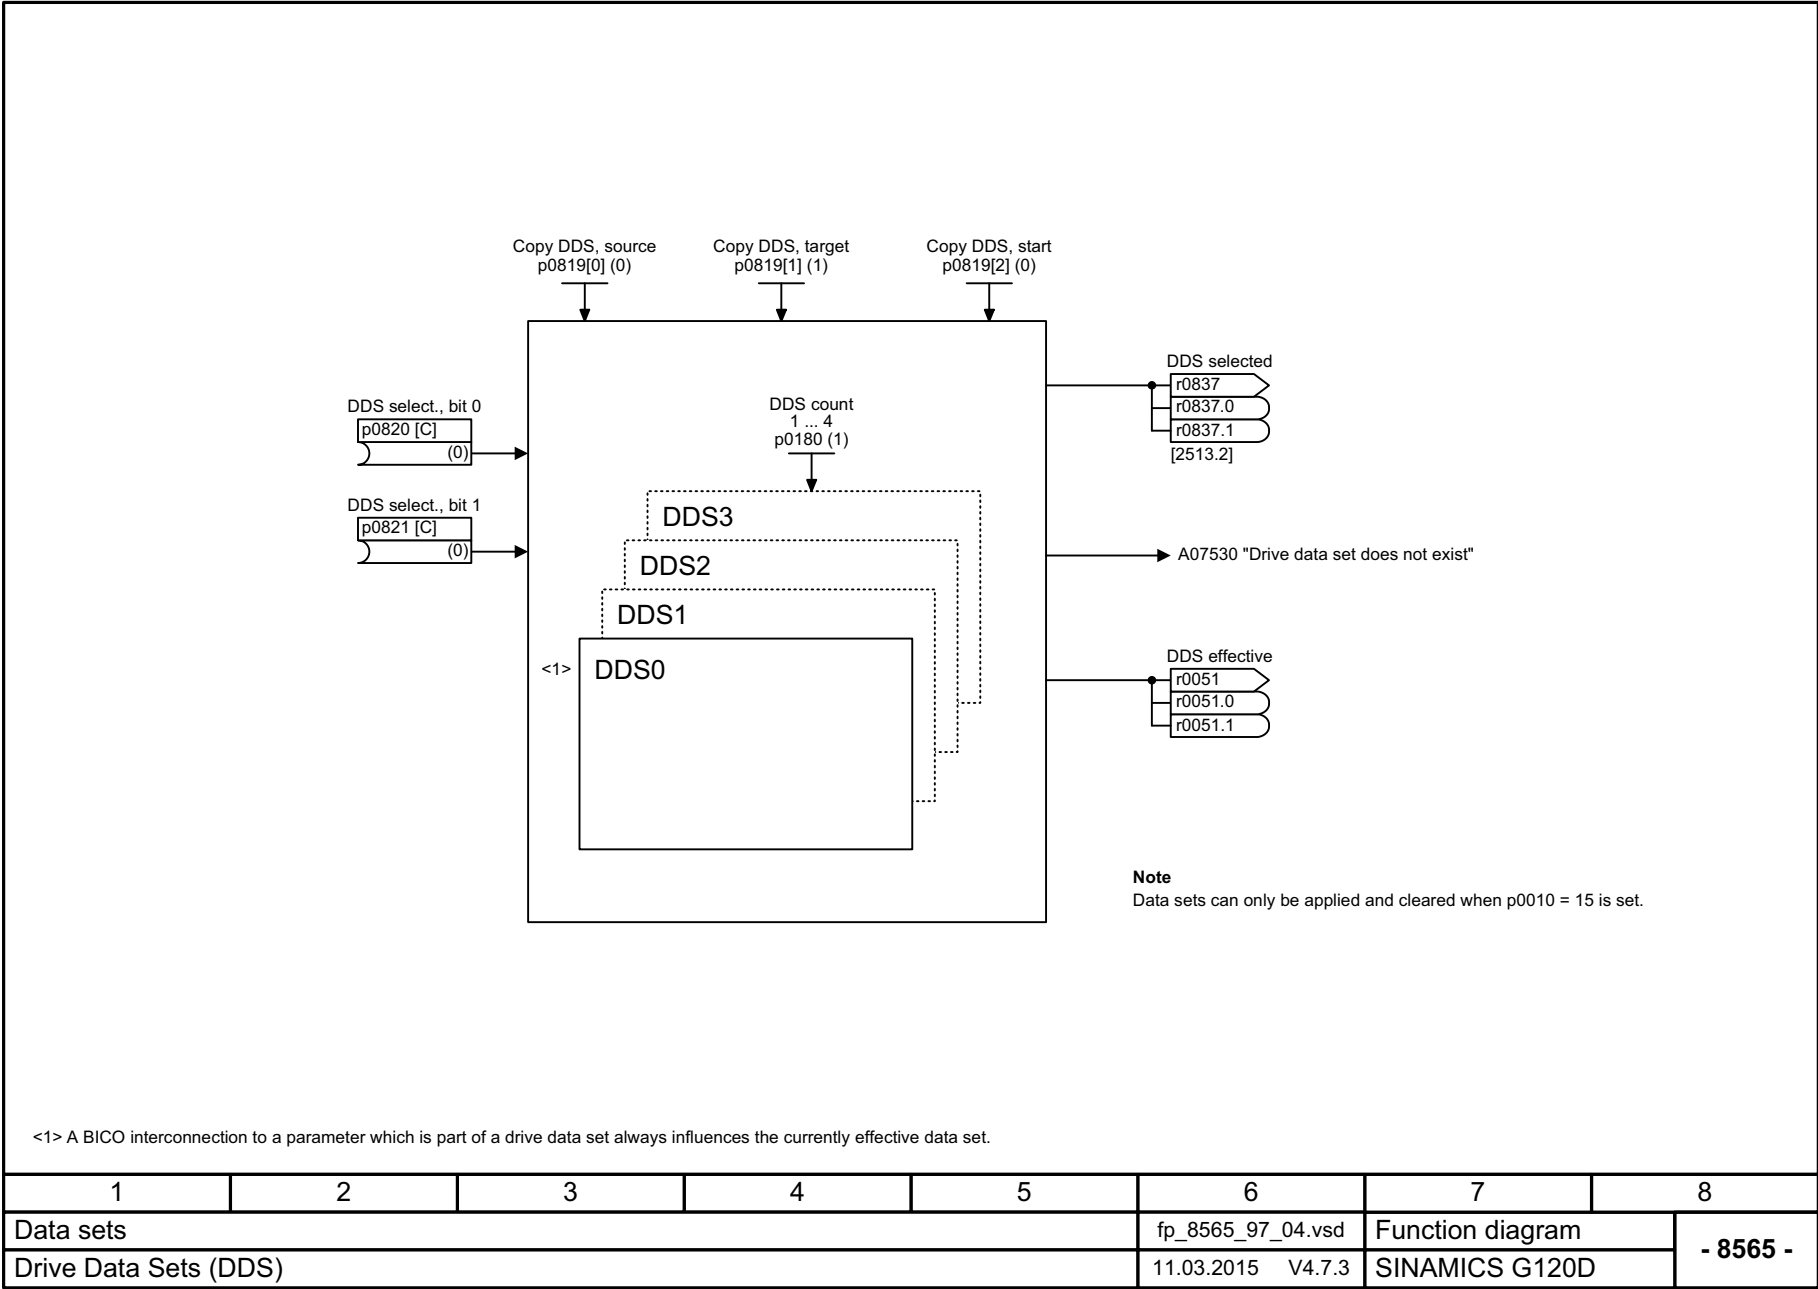 Copy DDS, source
p0819[0] (0)
Copy DDS, target
p0819[1] (1)
Copy DDS, start
p0819[2] (0)
DDS select., bit 0
p0820 [C]
(0)
DDS select., bit 1
p0821 [C]
(0)
DDS count
1 ... 4
p0180 (1)
DDS3
DDS2
DDS1
<1>
DDS0
DDS selected
r0837
r0837.0
r0837.1
[2513.2]
A07530 "Drive data set does not exist"
DDS effective
r0051
r0051.0
r0051.1
Note
Data sets can only be applied and cleared when p0010 = 15 is set.
<1> A BICO interconnection to a parameter which is part of a drive data set always influences the currently effective data set.
1 2 3 4 5 6 7 8
Data sets
fp_8565_97_04.vsd
Function diagram
- 8565 -
Drive Data Sets (DDS)
11.03.2015 V4.7.3
SINAMICS G120D